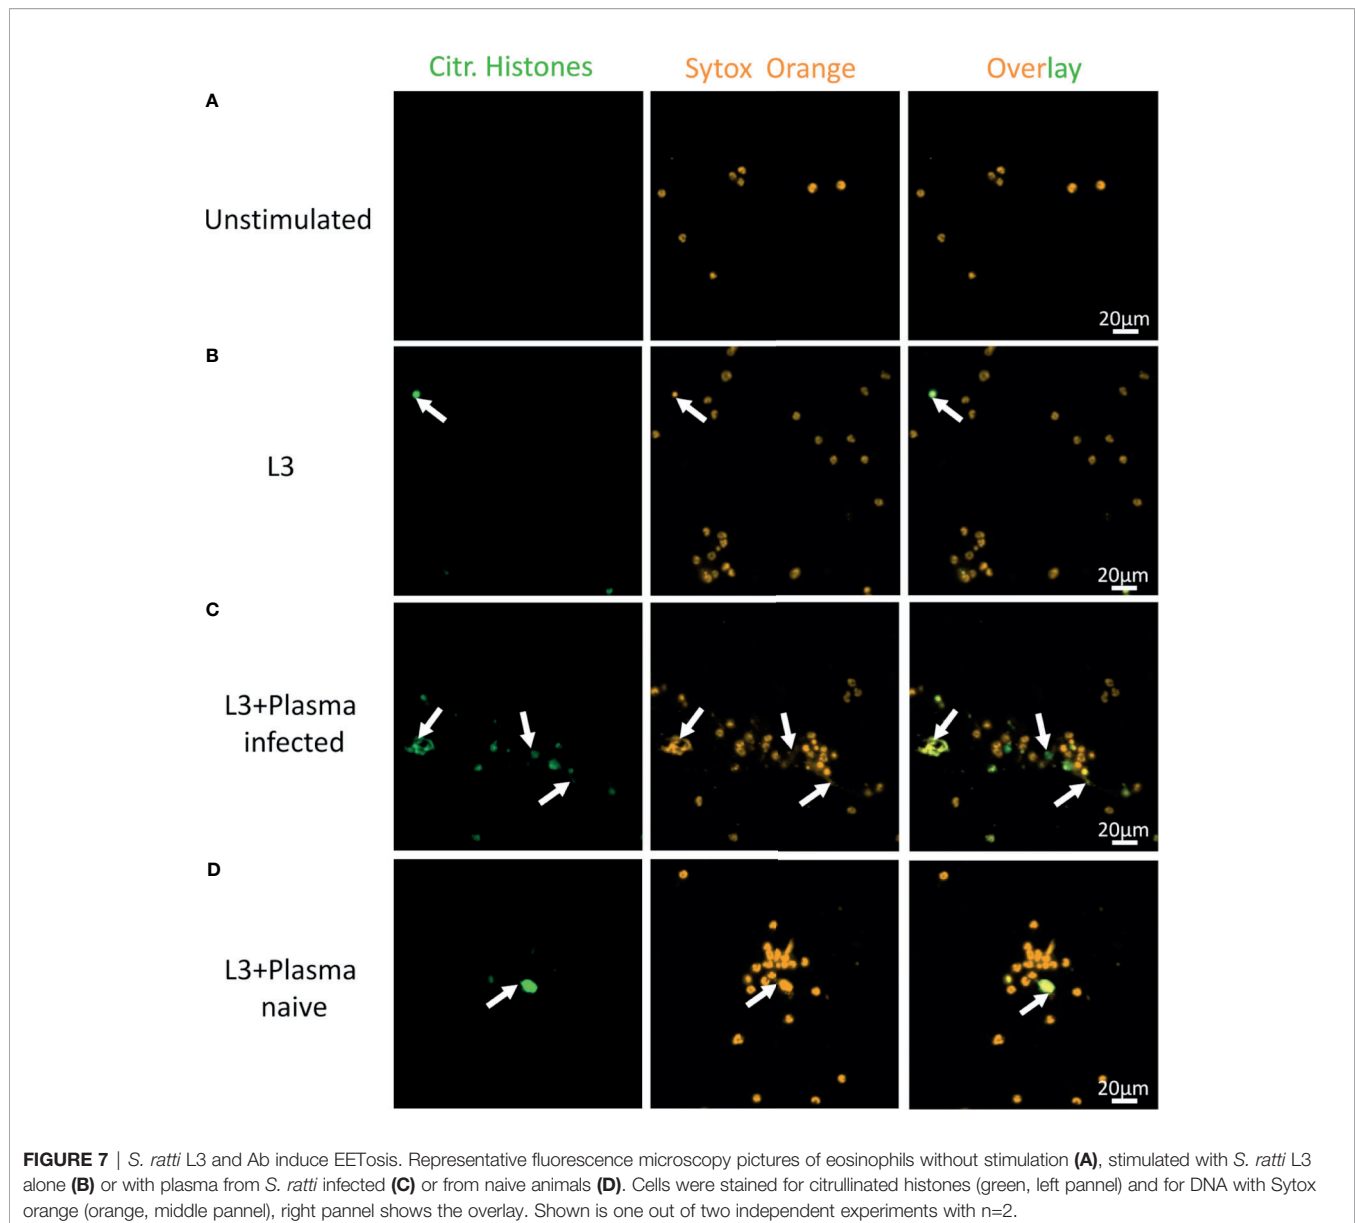 Citr. Histones Sytox Orange Overlay
A
Unstimulated
20µm
B
L3
20µm
C
L3+Plasma
infected
20µm
D
L3+Plasma
naive
20µm
FIGURE 7 | S. ratti L3 and Ab induce EETosis. Representative fluorescence microscopy pictures of eosinophils without stimulation (A), stimulated with S. ratti L3
alone (B) or with plasma from S. ratti infected (C) or from naive animals (D). Cells were stained for citrullinated histones (green, left pannel) and for DNA with Sytox
orange (orange, middle pannel), right pannel shows the overlay. Shown is one out of two independent experiments with n=2.